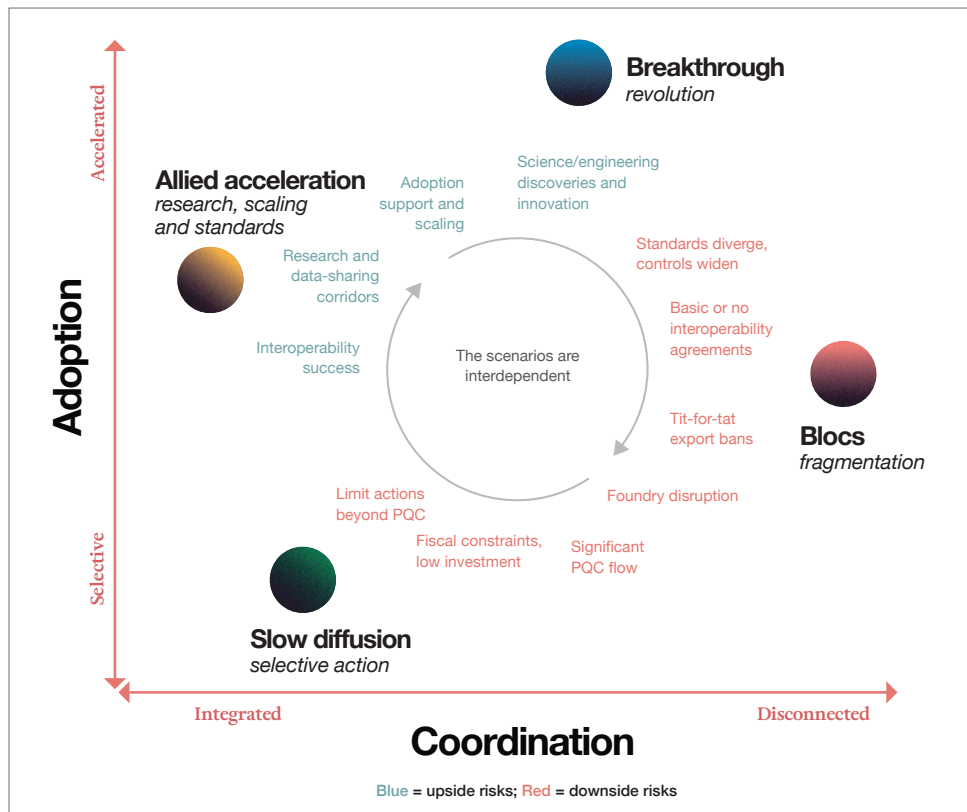 Breakthrough
revolution
Accelerated
Allied acceleration
research, scaling
and standards
Adoption
support and
scaling
Science/engineering
discoveries and
innovation
Research and
data-sharing
corridors
Standards diverge,
controls widen
Interoperability
success
The scenarios are
interdependent
Basic or no
interoperability
agreements
Adoption
Tit-for-tat
export bans
Blocs
fragmentation
Limit actions
beyond PQC
Foundry disruption
Fiscal constraints,
low investment
Significant
PQC flow
Selective
Slow diffusion
selective action
Integrated
Disconnected
Coordination
Blue = upside risks; Red = downside risks